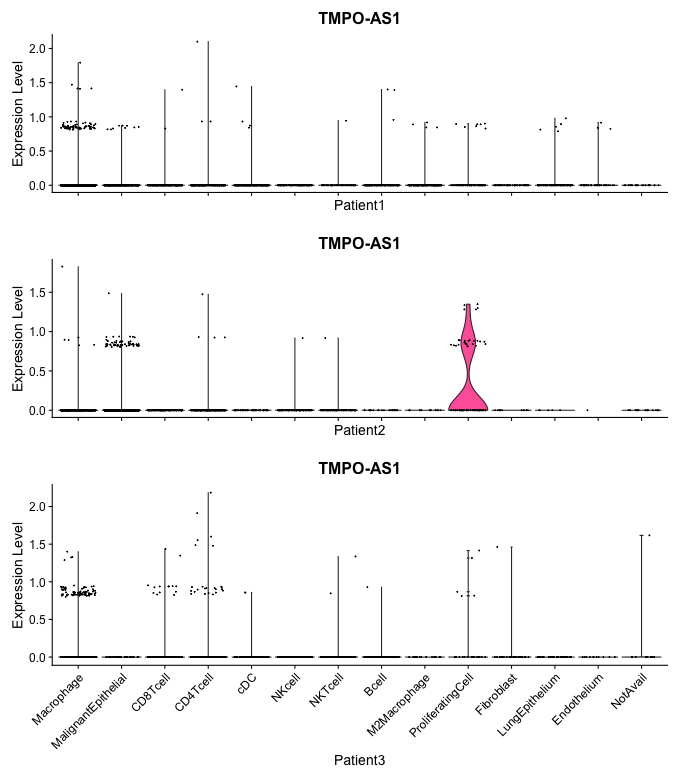 TMPO-AS1
Expression Level
2.0
1.5
1.0
0.5
0.0
Patient1
TMPO-AS1
Expression Level
1.5
1.0
0.5
0.0
Patient2
TMPO-AS1
Expression Level
2.0
1.5
1.0
0.5
0.0
Macrophage
MalignantEpithelial
CD8Tcell
CD4Tcell
cDC
NKcell
NKTcell
Bcell
M2Macrophage
ProliferatingCell
Fibroblast
LungEpithelium
Endothelium
NotAvail
Patient3